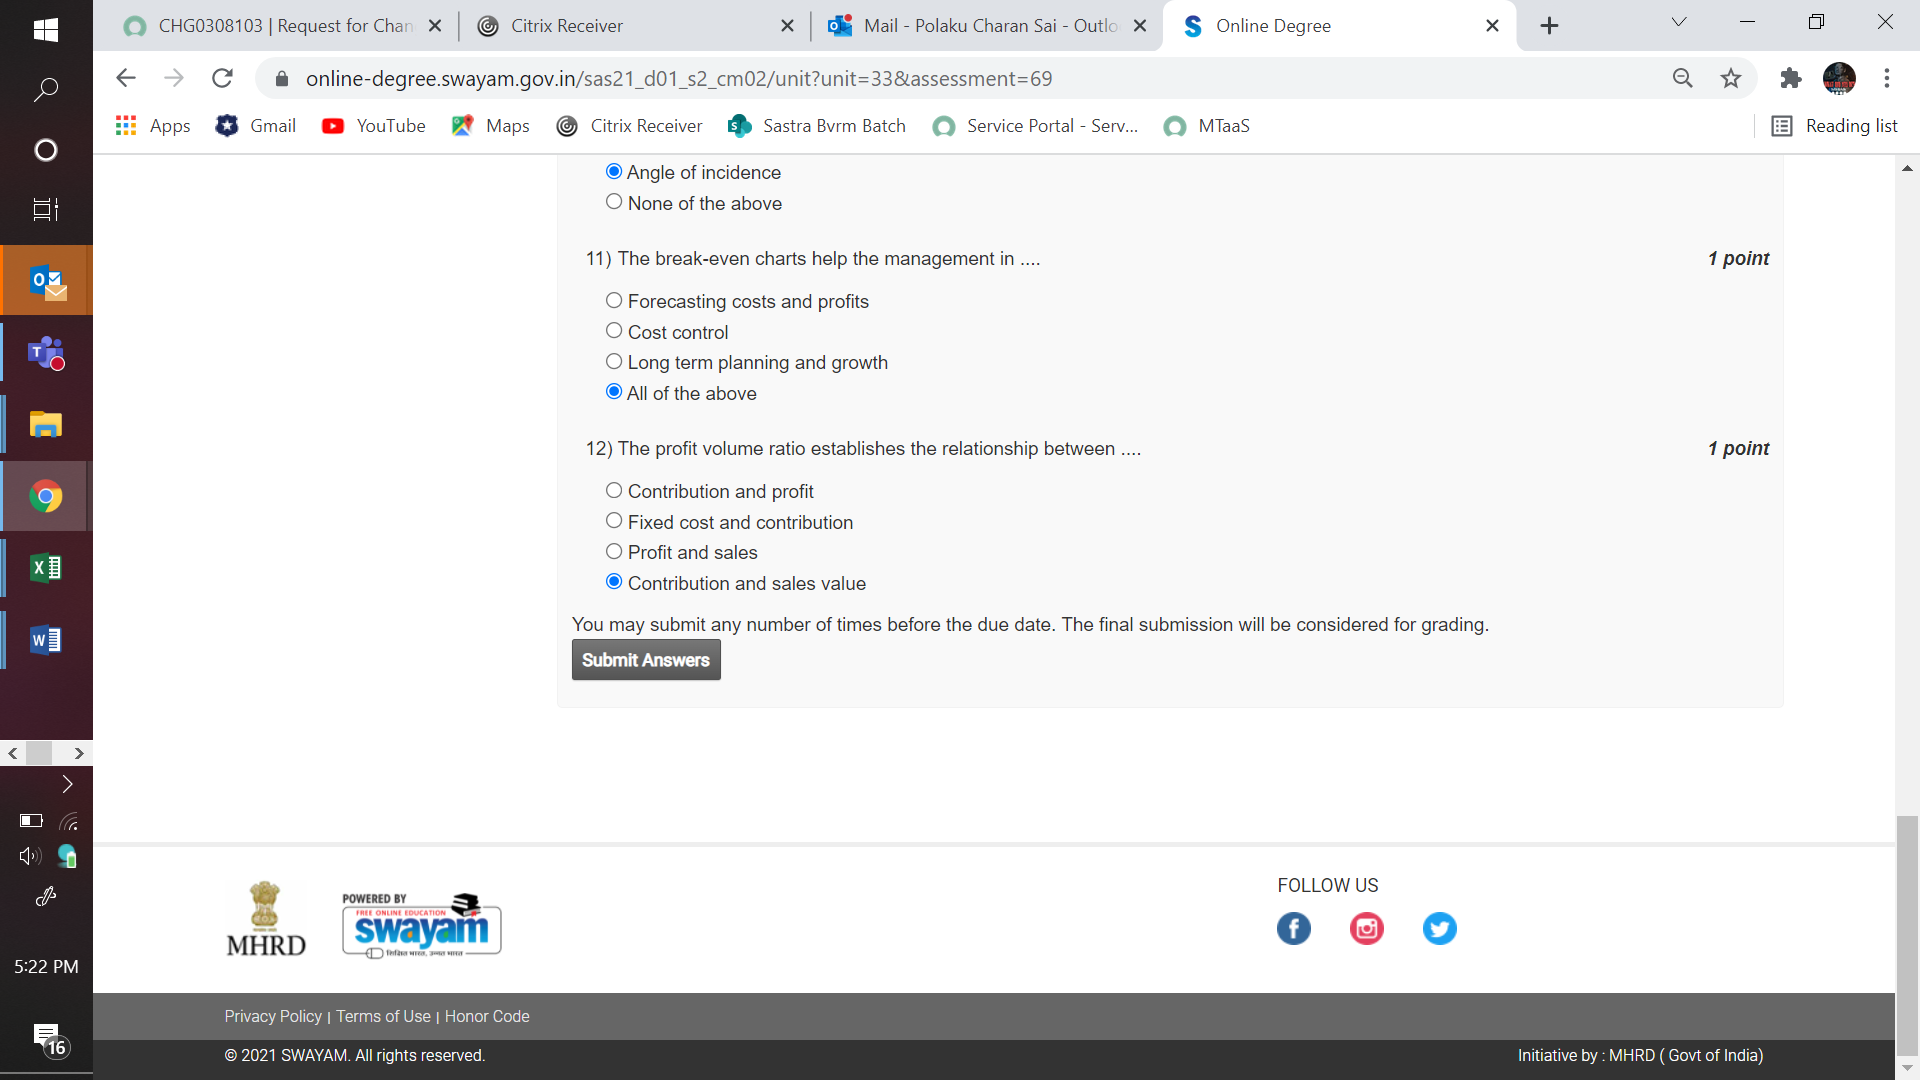 CHG0308103 | Request for Chan
Citrix Receiver
Mail - Polaku Charan Sai - Outlo
Online Degree
online-degree.swayam.gov.in/sas21_d01_s2_cm02/unit?unit=33&assessment=69
Apps
Gmail
YouTube
Maps
Citrix Receiver
Sastra Bvrm Batch
Service Portal - Serv...
MTaaS
Reading list
Angle of incidence
None of the above
11) The break-even charts help the management in ....
1 point
Forecasting costs and profits
Cost control
Long term planning and growth
All of the above
12) The profit volume ratio establishes the relationship between ....
1 point
Contribution and profit
Fixed cost and contribution
Profit and sales
Contribution and sales value
You may submit any number of times before the due date. The final submission will be considered for grading.
Submit Answers
MHRD
POWERED BY
FREE ONLINE EDUCATION
swayam
शिक्षित भारत, उन्नत भारत
FOLLOW US
5:22 PM
16
Privacy Policy | Terms of Use | Honor Code
© 2021 SWAYAM. All rights reserved.
Initiative by : MHRD ( Govt of India)